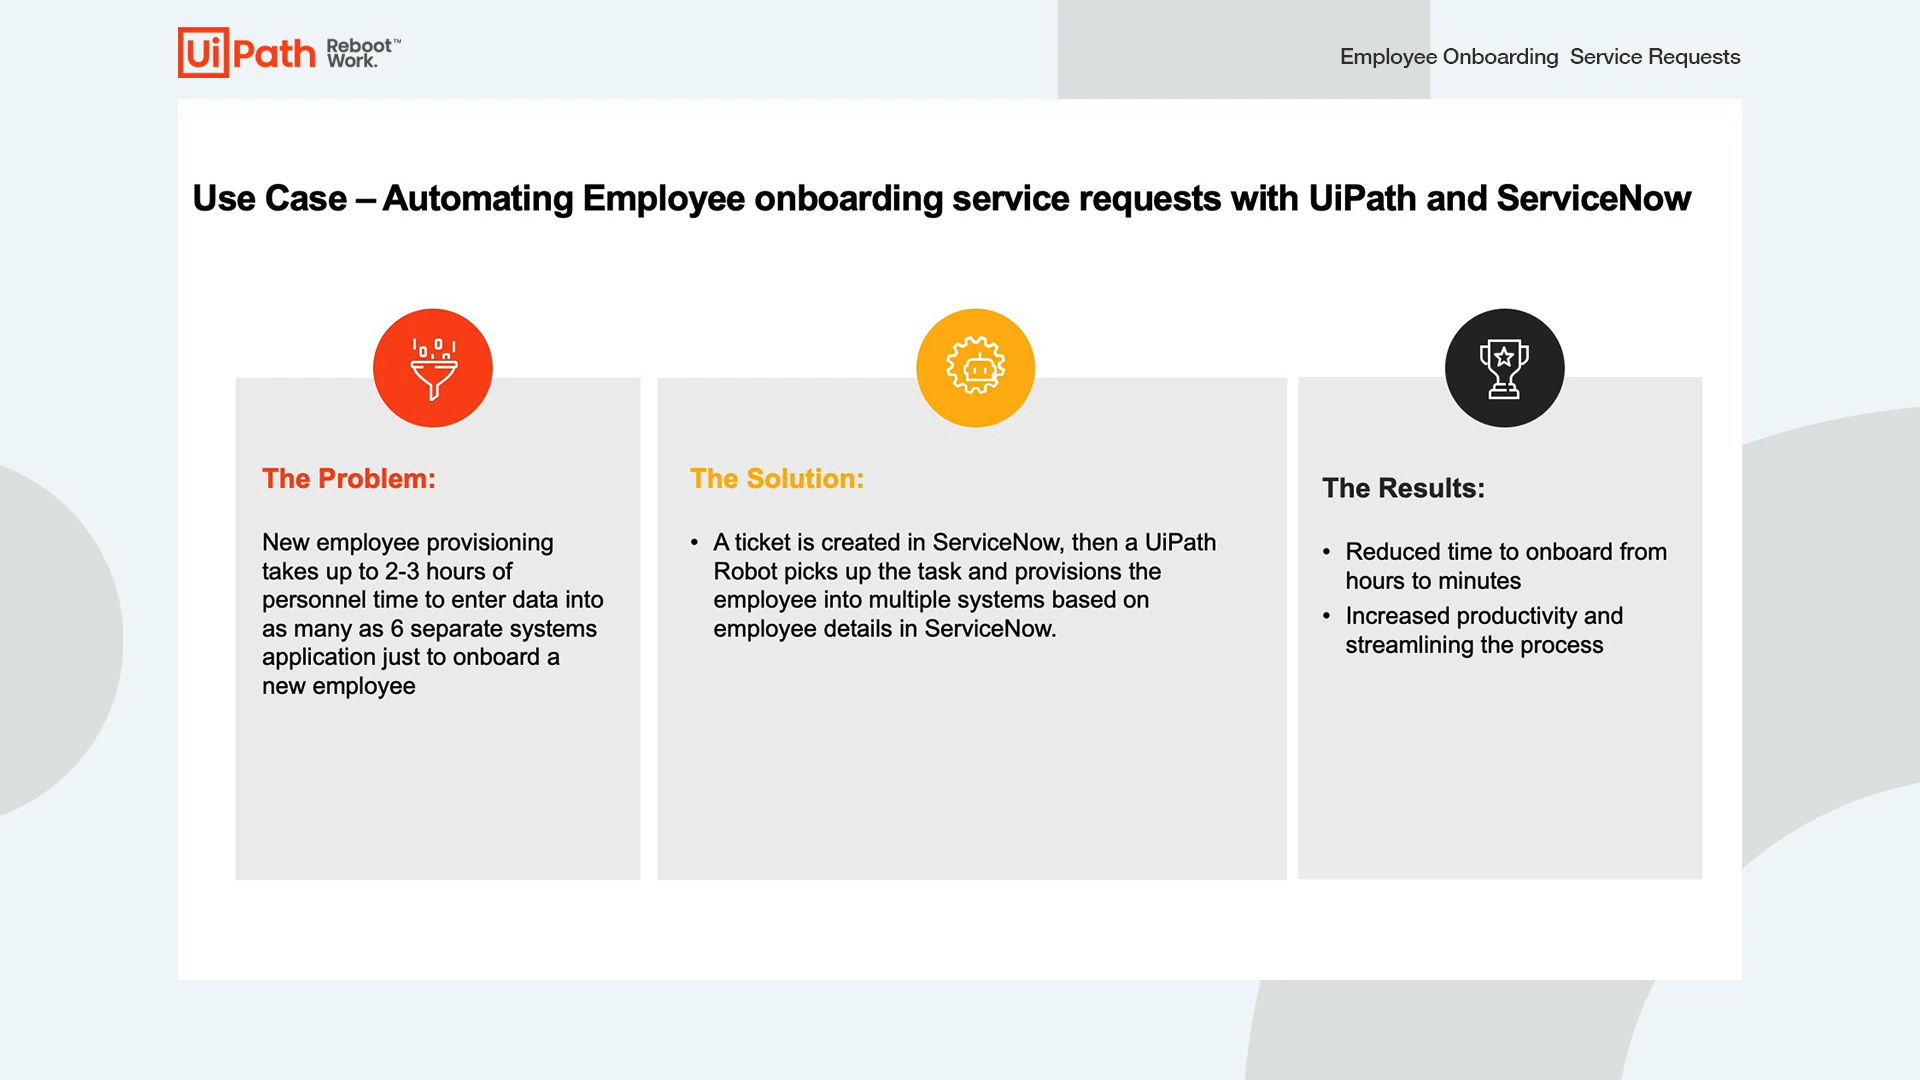 UiPath Reboot Work.™
Employee Onboarding Service Requests
Use Case – Automating Employee onboarding service requests with UiPath and ServiceNow
The Problem:
New employee provisioning
takes up to 2-3 hours of
personnel time to enter data into
as many as 6 separate systems
application just to onboard a
new employee
The Solution:
• A ticket is created in ServiceNow, then a UiPath
Robot picks up the task and provisions the
employee into multiple systems based on
employee details in ServiceNow.
The Results:
• Reduced time to onboard from
hours to minutes
• Increased productivity and
streamlining the process